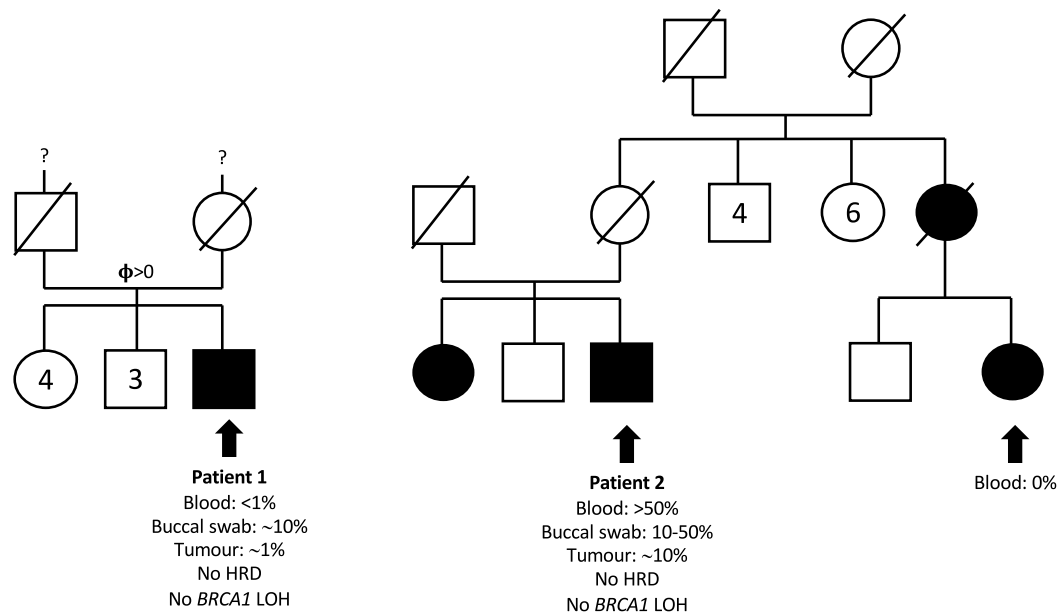 ? ?
4 6
ϕ>0
4 3
Patient 1
Blood: <1%
Buccal swab: ~10%
Tumour: ~1%
No HRD
No BRCA1 LOH
Patient 2
Blood: >50%
Buccal swab: 10-50%
Tumour: ~10%
No HRD
No BRCA1 LOH
Blood: 0%